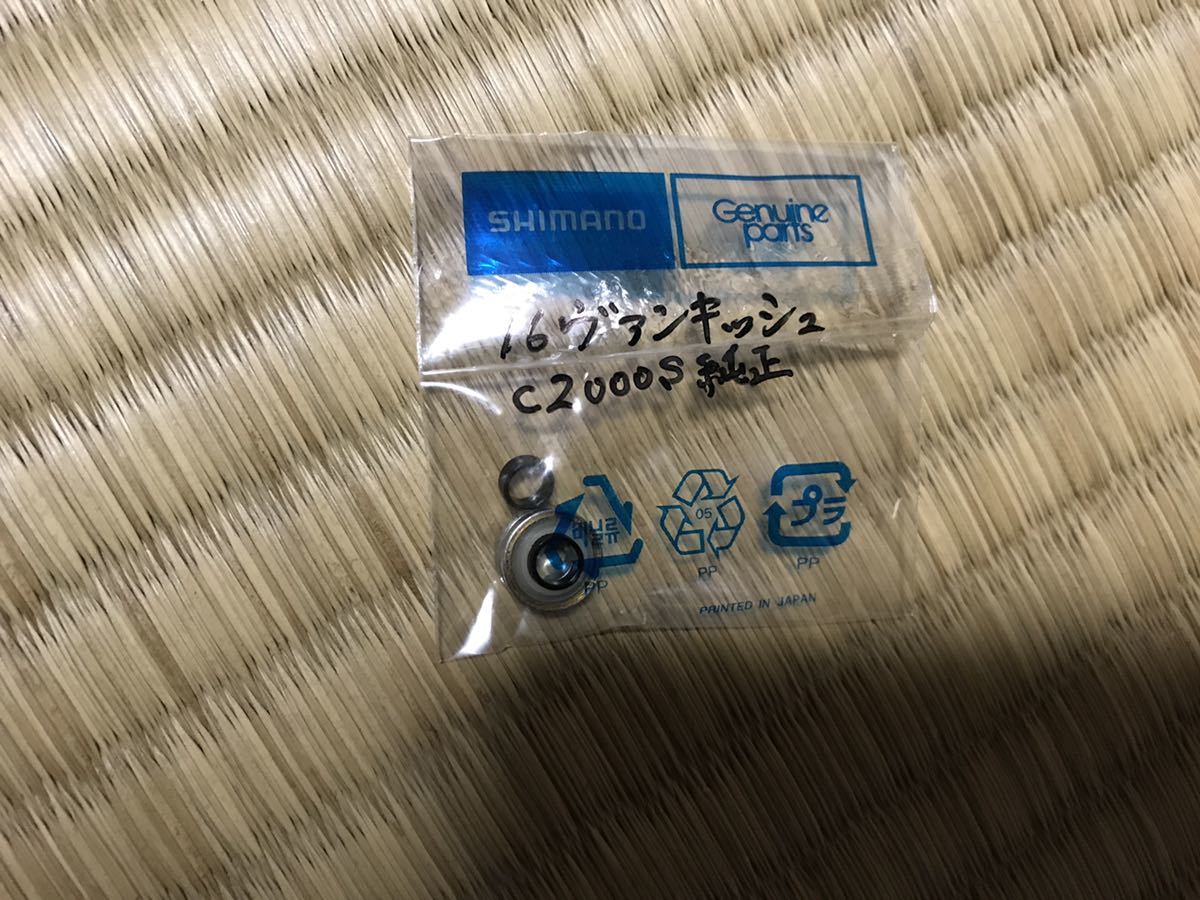 SHIMANO
Genuine
parts
16ヴァンキッシュ
C2000S 純正
비닐류
PP
05
PP
プラ
PP
PRINTED IN JAPAN